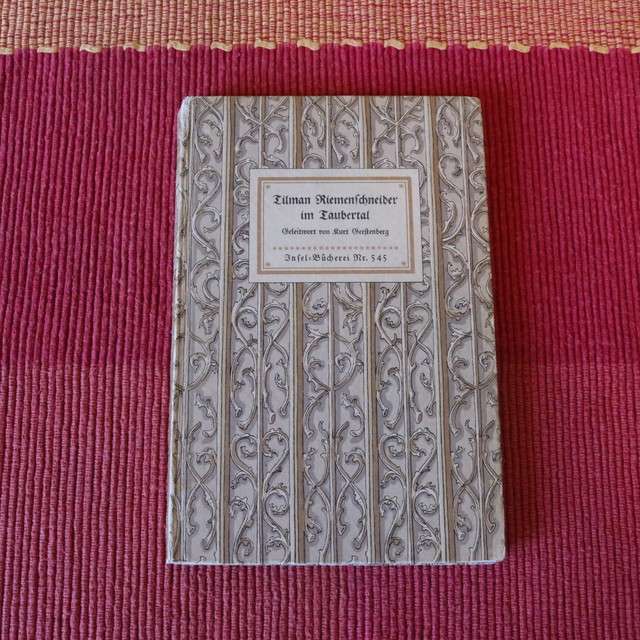 Tilman Riemenschneider
im Taubertal
Geleitwort von Kurt Gerstenberg
Insel-Bücherei Nr. 545